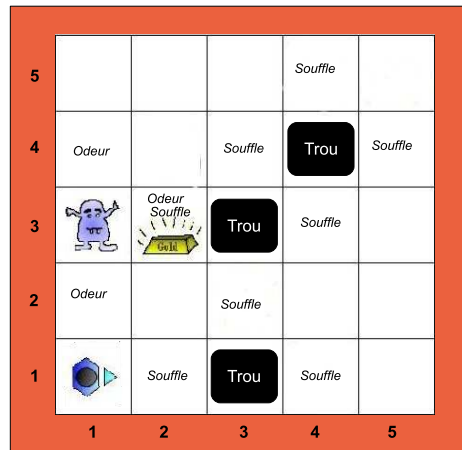 5 Souffle
4 Odeur Souffle Trou Souffle
Odeur
3 Souffle Gold Trou Souffle
2 Odeur Souffle
1 Souffle Trou Souffle
1 2 3 4 5